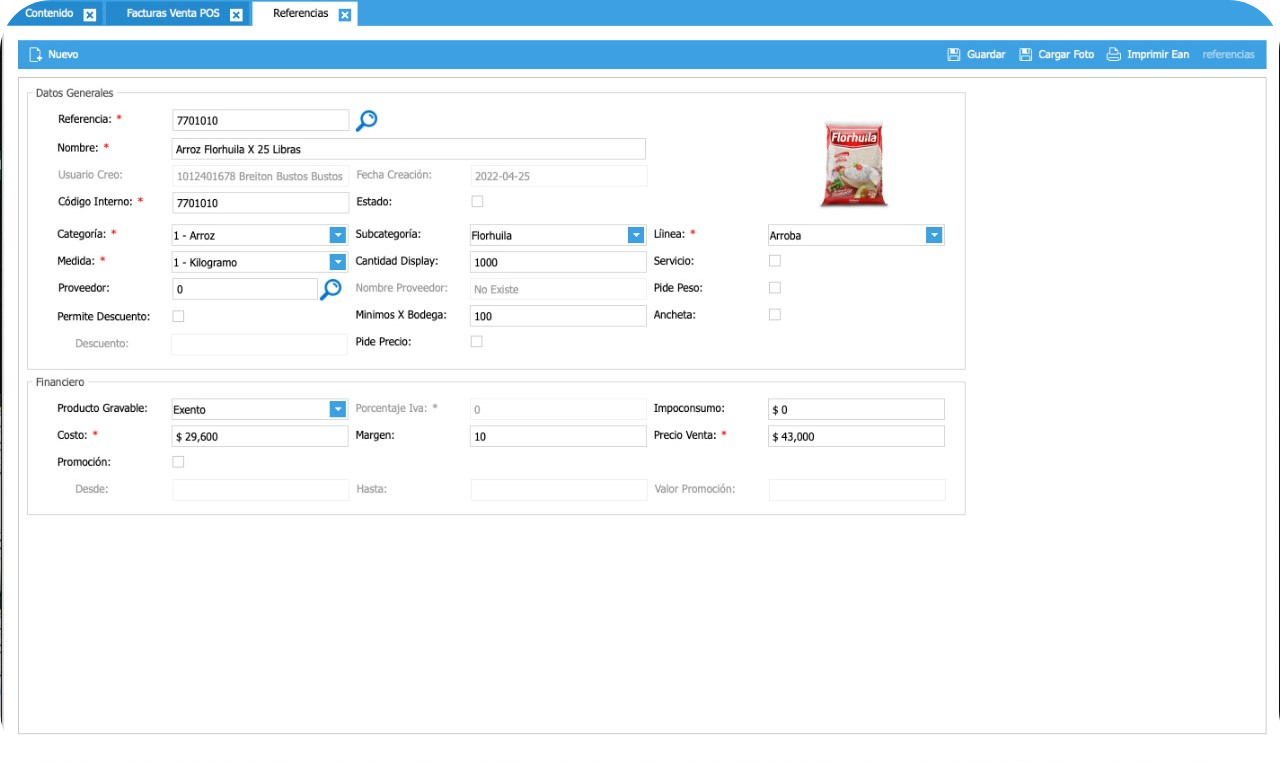 Contenido Facturas Venta POS Referencias
Nuevo Guardar Cargar Foto Imprimir Ean referencias
Datos Generales
Referencia: * 7701010
Nombre: * Arroz Florhuila X 25 Libras
Usuario Creo: 1012401678 Breiton Bustos Bustos Fecha Creación: 2022-04-25
Código Interno: * 7701010 Estado:
Categoría: * 1 - Arroz Subcategoría: Florhuila Líinea: * Arroba
Medida: * 1 - Kilogramo Cantidad Display: 1000 Servicio:
Proveedor: 0 Nombre Proveedor: No Existe Pide Peso:
Permite Descuento: Minimos X Bodega: 100 Ancheta:
Descuento: Pide Precio:
Florhuila
Financiero
Producto Gravable: Exento Porcentaje Iva: * 0 Impoconsumo: $ 0
Costo: * $ 29,600 Margen: 10 Precio Venta: * $ 43,000
Promoción:
Desde: Hasta: Valor Promoción: